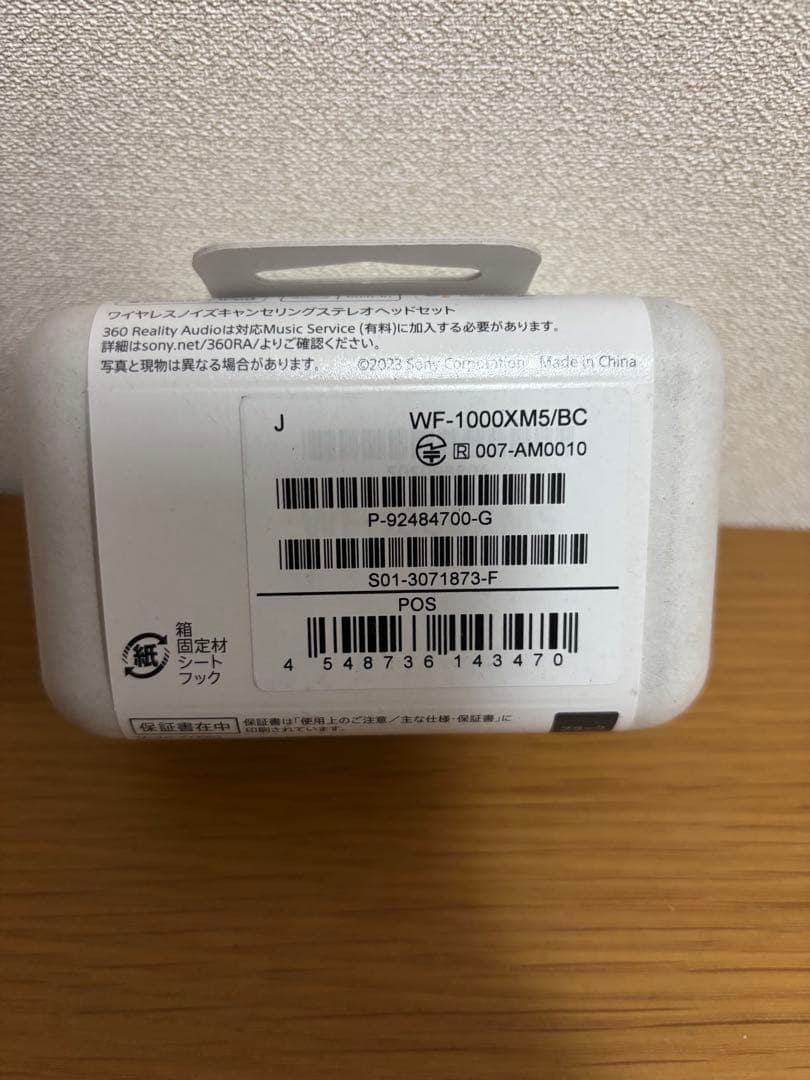 ワイヤレスノイズキャンセリングステレオヘッドセット
360 Reality Audioは対応Music Service (有料)に加入する必要があります。
詳細はsony.net/360RA/よりご確認ください。
写真と現物は異なる場合があります。 ©2023 Sony Corporation Made in China
J WF-1000XM5/BC
R 007-AM0010
P-92484700-G
S01-3071873-F
POS
4 548736 143470
紙
箱
固定材
シート
フック
保証書在中 保証書は「使用上のご注意/主な仕様・保証書」に
印刷されています。
ブラック